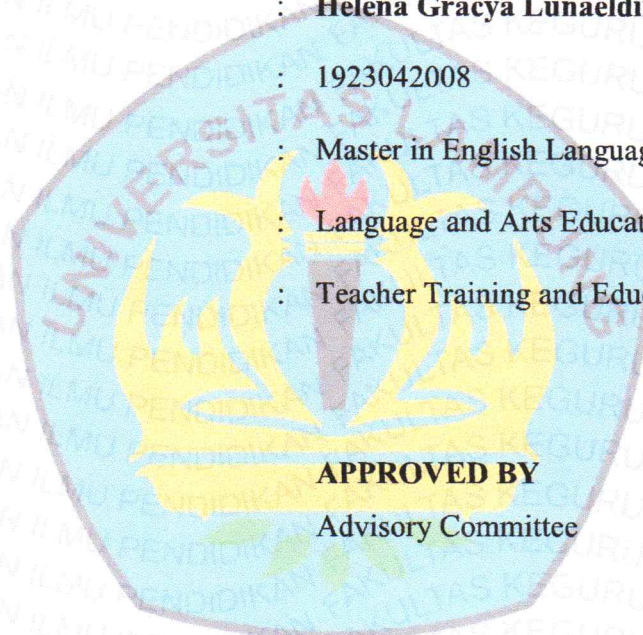 : Helena Gracya Lunaeldi
: 1923042008
: Master in English Languag
: Language and Arts Educat
: Teacher Training and Edu
UNIVERSITAS LAMPUNG
APPROVED BY
Advisory Committee